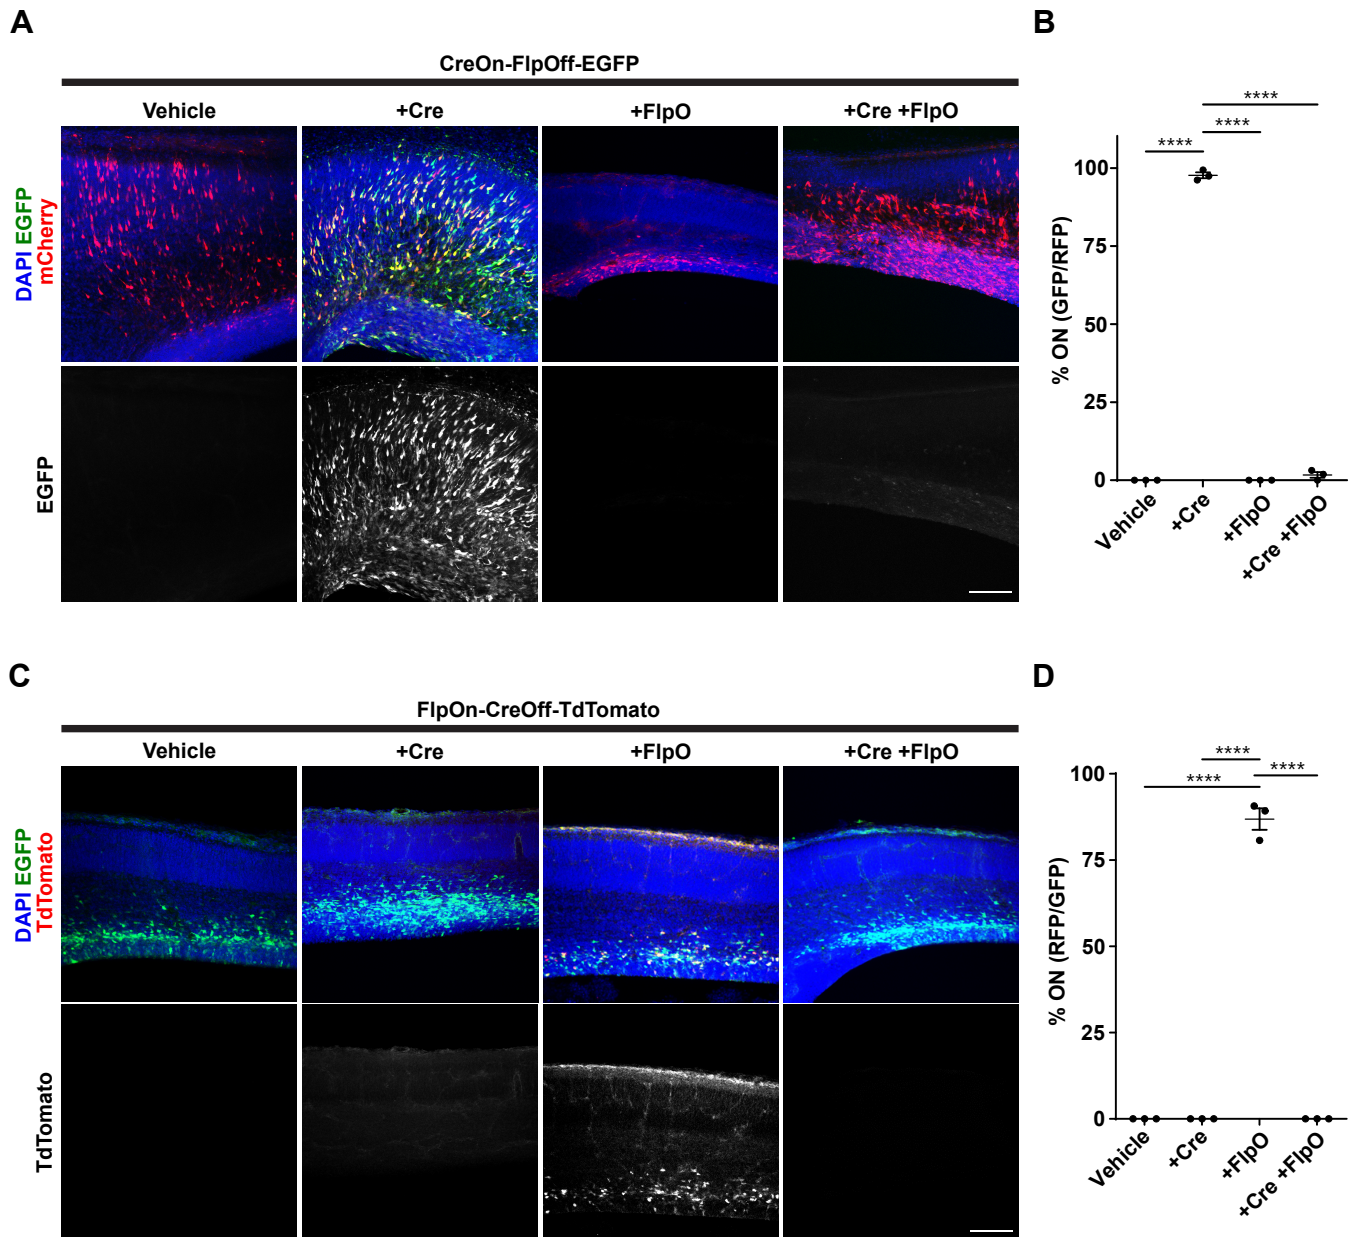 A
CreOn-FlpOff-EGFP
Vehicle
+Cre
+FlpO
+Cre +FlpO
DAPI EGFP
mCherry
EGFP
B
****
****
****
% ON (GFP/RFP)
100
75
50
25
0
Vehicle
+Cre
+FlpO
+Cre +FlpO
C
FlpOn-CreOff-TdTomato
Vehicle
+Cre
+FlpO
+Cre +FlpO
DAPI EGFP
TdTomato
TdTomato
D
****
****
****
% ON (RFP/GFP)
100
75
50
25
0
Vehicle
+Cre
+FlpO
+Cre +FlpO